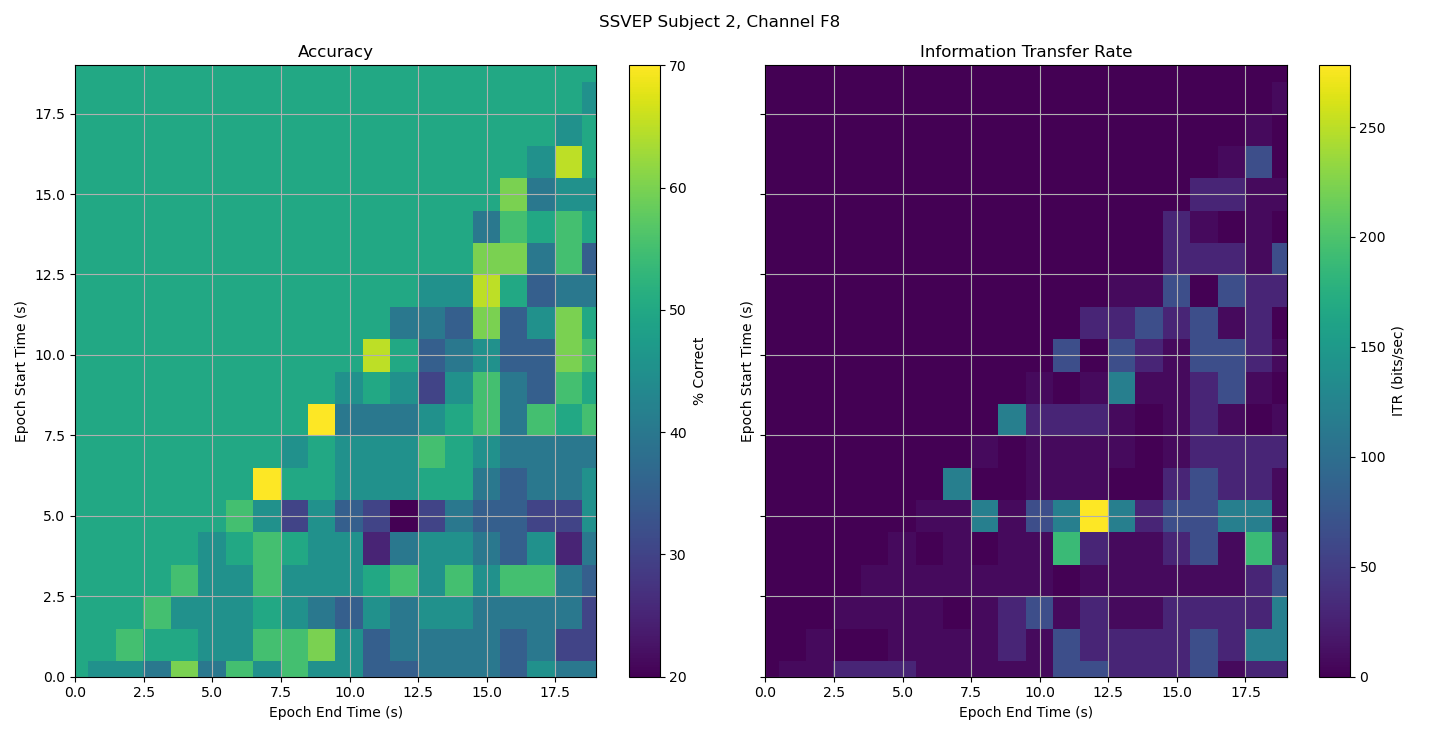 SSVEP Subject 2, Channel F8
Accuracy
Information Transfer Rate
17.5
15.0
12.5
10.0
7.5
5.0
2.5
0.0
Epoch Start Time (s)
0.0 2.5 5.0 7.5 10.0 12.5 15.0 17.5
Epoch End Time (s)
70
60
50
40
30
20
% Correct
Epoch Start Time (s)
0.0 2.5 5.0 7.5 10.0 12.5 15.0 17.5
Epoch End Time (s)
250
200
150
100
50
0
ITR (bits/sec)